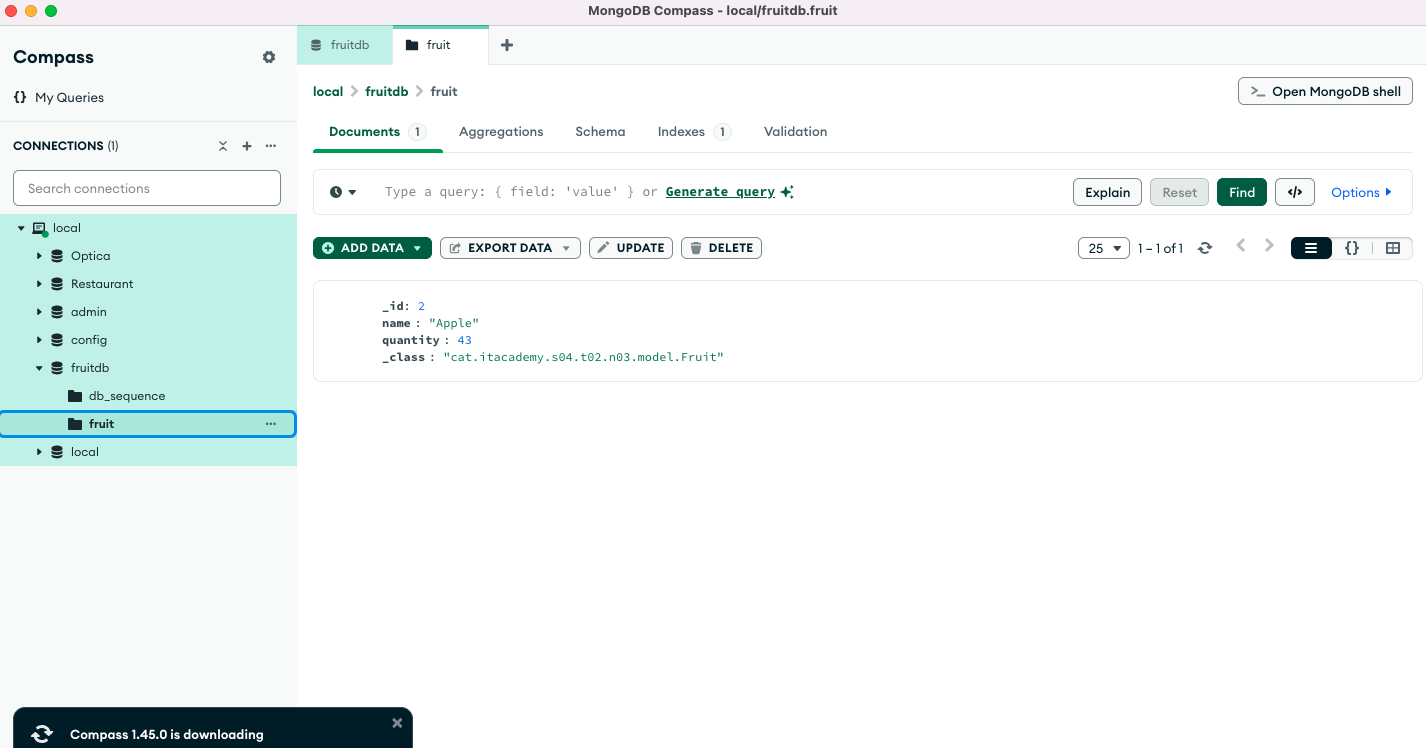 MongoDB Compass - local/fruitdb.fruit
Compass
{} My Queries
CONNECTIONS (1)
Search connections
local
Optica
Restaurant
admin
config
fruitdb
db_sequence
fruit
local
fruitdb
fruit
local > fruitdb > fruit
>_ Open MongoDB shell
Documents 1 Aggregations Schema Indexes 1 Validation
Type a query: { field: 'value' } or Generate query
Explain Reset Find </> Options
ADD DATA EXPORT DATA UPDATE DELETE
25 1 – 1 of 1 {}
_id: 2
name : "Apple"
quantity : 43
_class : "cat.itacademy.s04.t02.n03.model.Fruit"
Compass 1.45.0 is downloading